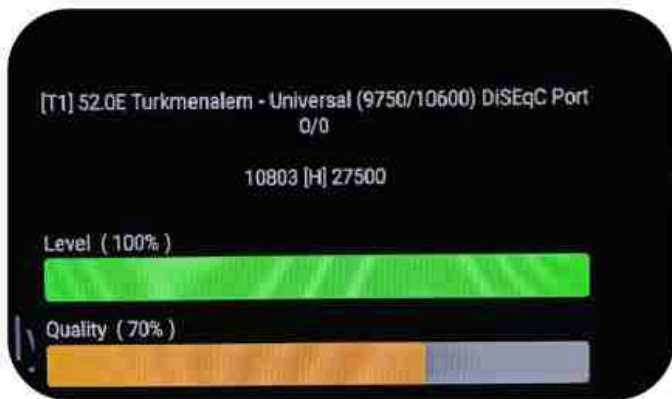 [T1] 52.0E Turkmenalem - Universal (9750/10600) DiSEqC Port
0/0
10803 [H] 27500
Level ( 100% )
Quality ( 70% )